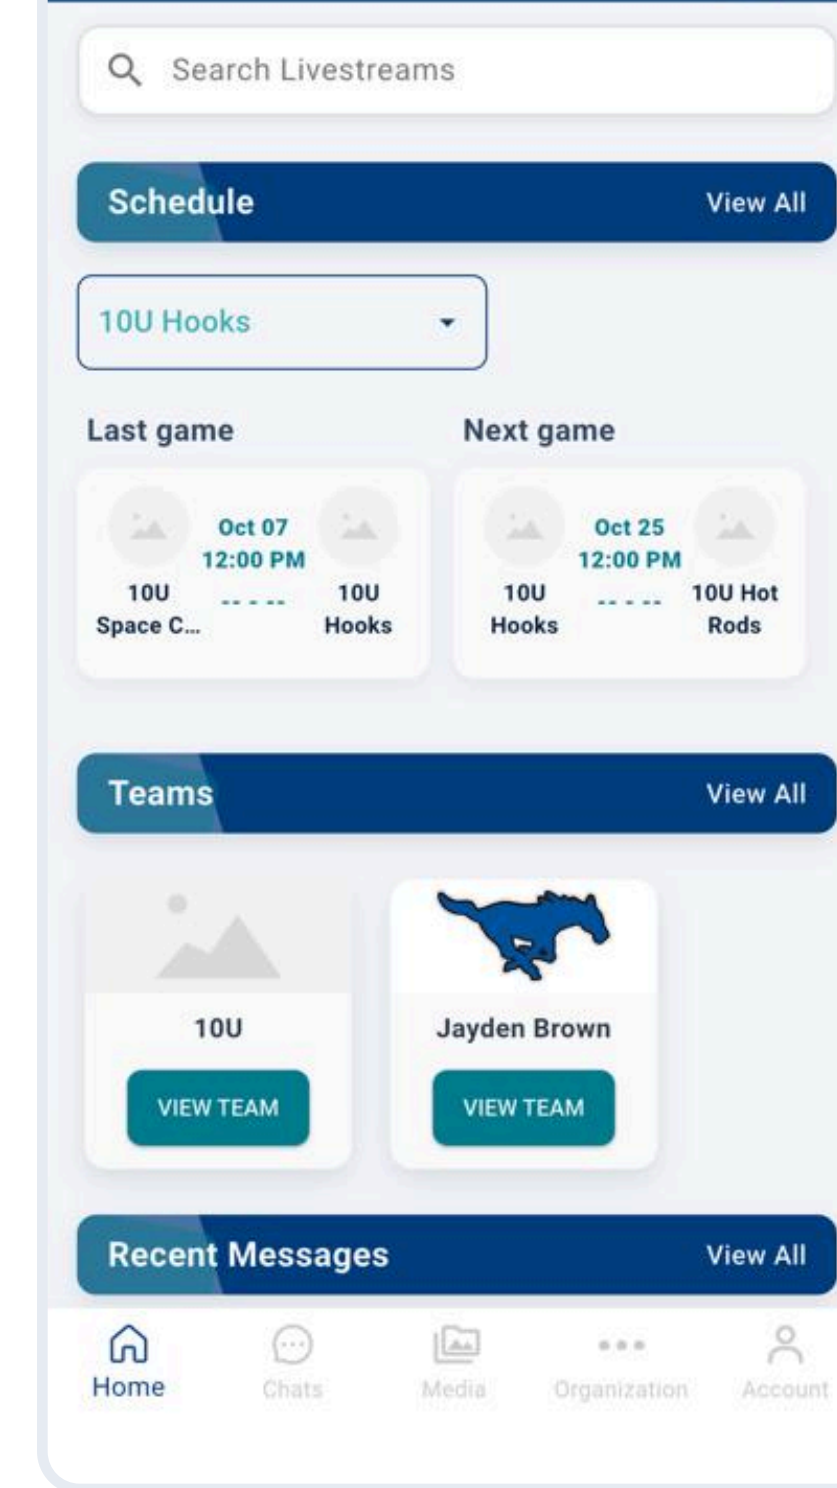 Search Livestreams
Schedule
View All
10U Hooks
Last game
Next game
Oct 07
12:00 PM
10U
Space C...
-- - --
10U
Hooks
Oct 25
12:00 PM
10U
Hooks
-- - --
10U Hot
Rods
Teams
View All
10U
VIEW TEAM
Jayden Brown
VIEW TEAM
Recent Messages
View All
Home
Chats
Media
Organization
Account